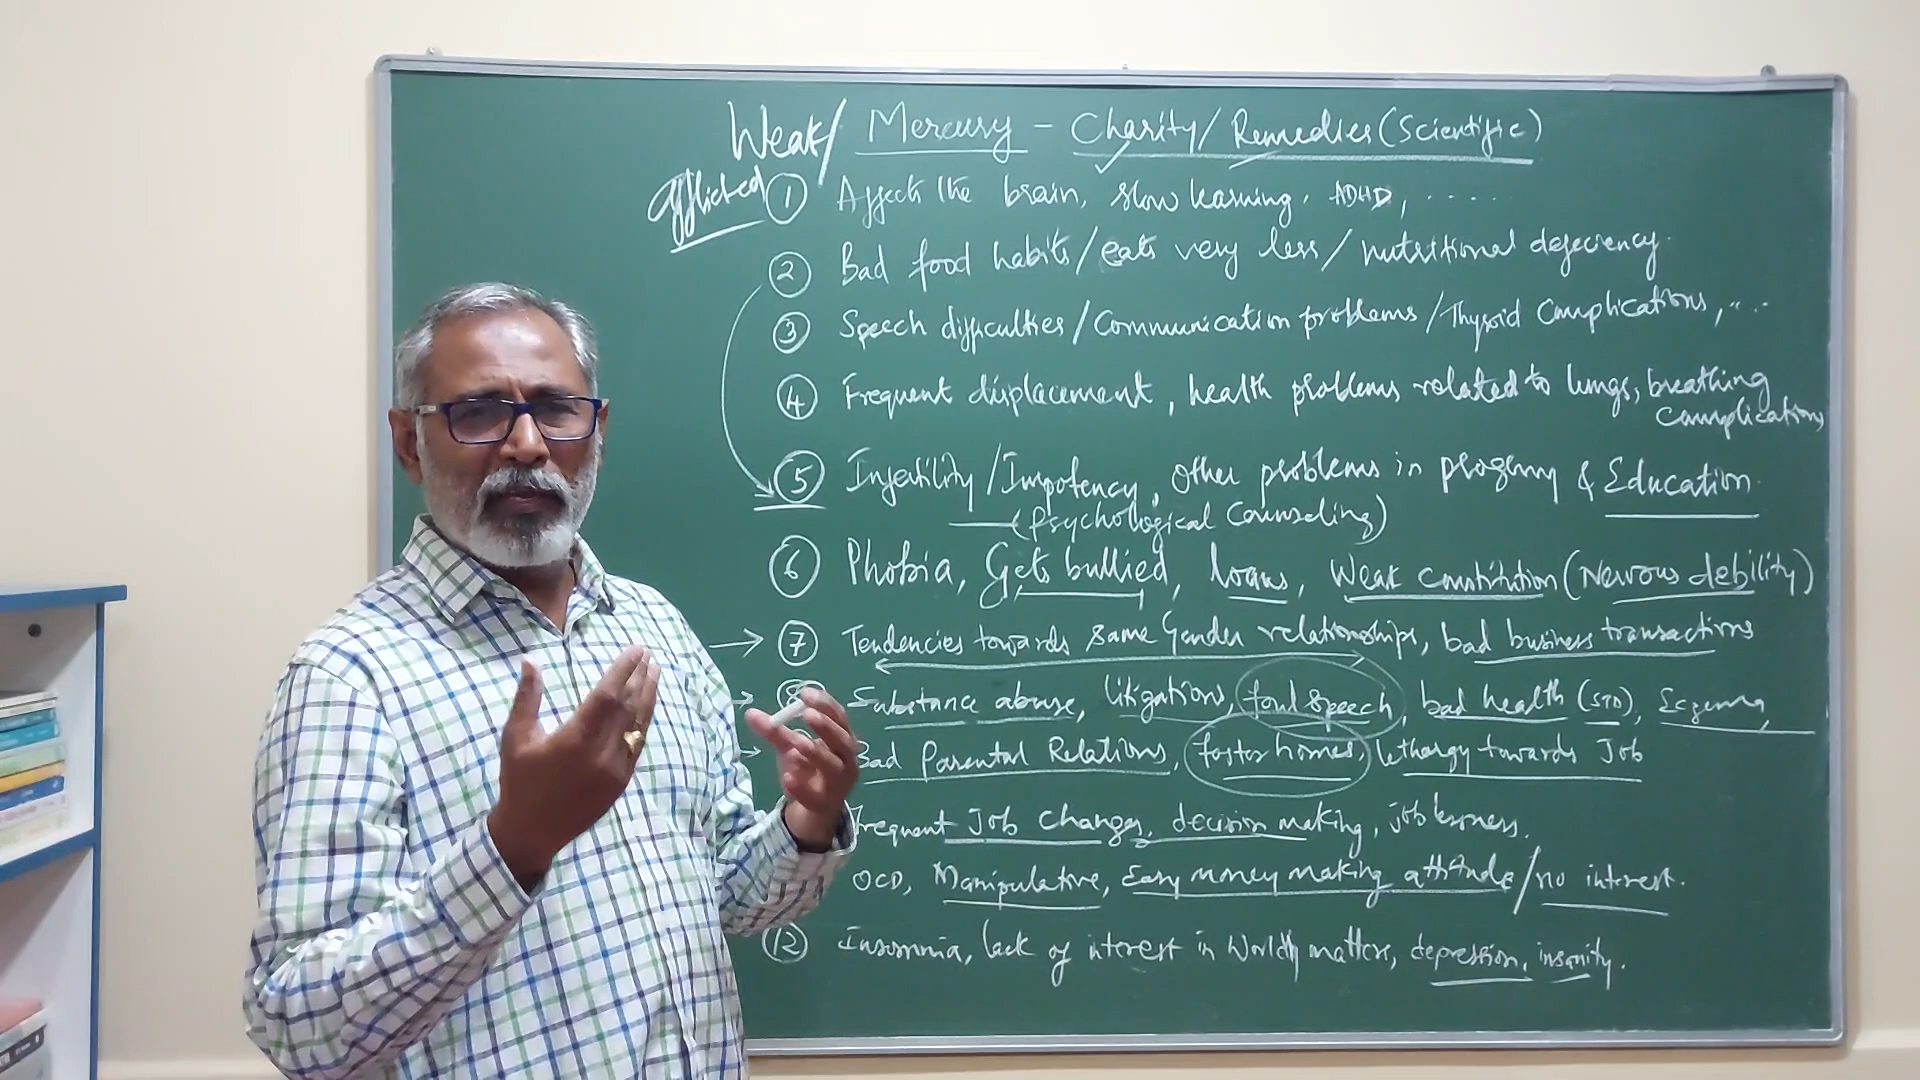 Weak/ Mercury - Charity/Remedies (Scientific)
afflicted
① Affects the brain, slow learning, ADHD, ......
② Bad food habits/eats very less/nutritional defeciency.
③ Speech difficulties/Communication problems/Thyroid Complications, ...
④ Frequent displacement, health problems related to lungs, breathing
complications
⑤ Infertility/Impotency, other problems in progeny & Education.
(Psychological Counseling)
⑥ Phobia, Gets bullied, loans, Weak constitution (Nervous debility)
⑦ Tendencies towards same Gender relationships, bad business transactions
⑧ Substance abuse, litigations, foul speech, bad health (STD), Eczema,
Bad Parental Relations, foster homes, lethargy towards Job
Frequent Job Changes, decision making, joblessness.
OCD, Manipulative, Easy money making attitude/no interest.
⑫ Insomnia, lack of interest in Worldly matters, depression, insanity.